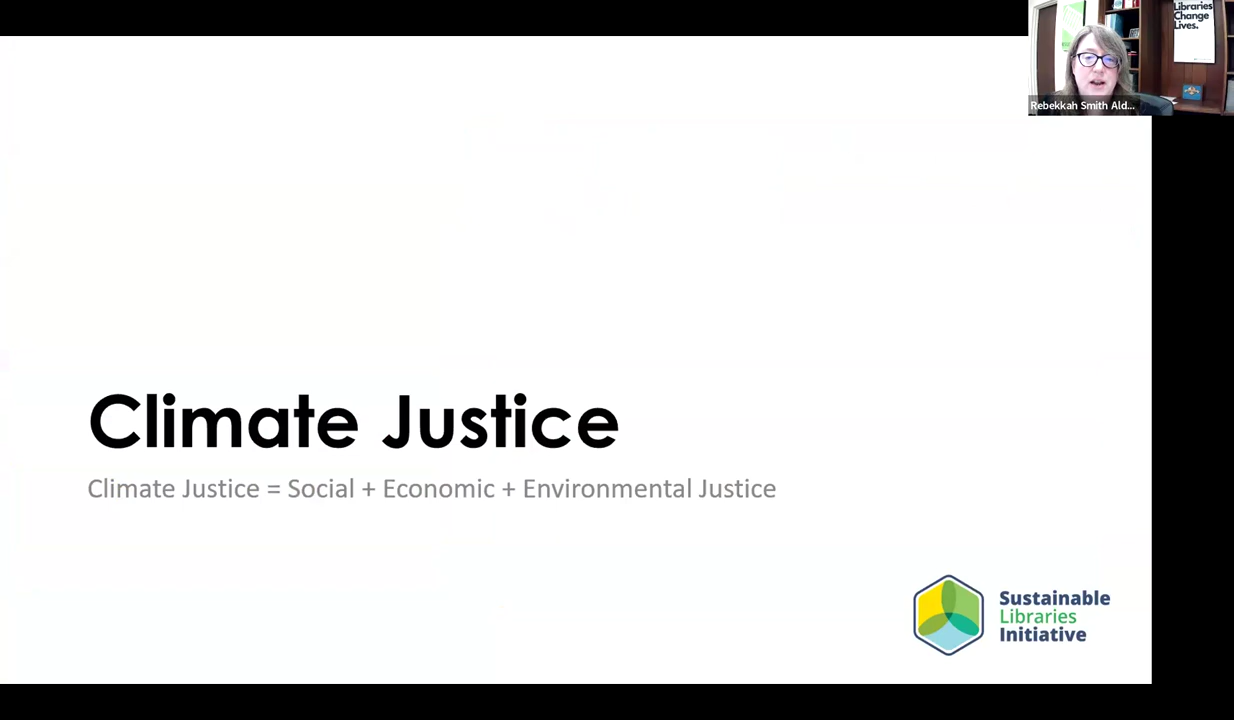 Libraries
Change
Lives.
Rebekkah Smith Ald...
Climate Justice
Climate Justice = Social + Economic + Environmental Justice
Sustainable
Libraries
Initiative